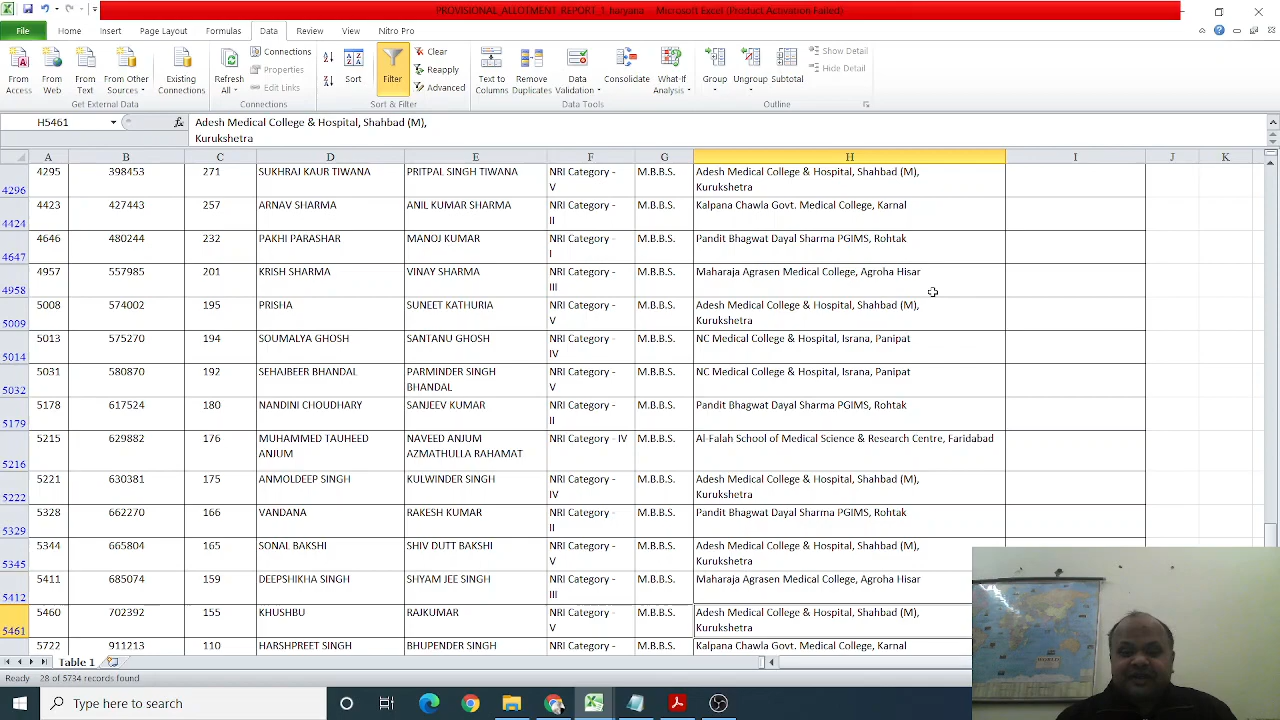 PROVISIONAL_ALLOTMENT_REPORT_1_haryana - Microsoft Excel (Product Activation Failed)
File Home Insert Page Layout Formulas Data Review View Nitro Pro
From Access
From Web
From Text
From Other Sources
Existing Connections
Get External Data
Refresh All
Connections
Properties
Edit Links
Connections
Sort
Filter
Clear
Reapply
Advanced
Sort & Filter
Text to Columns
Remove Duplicates
Data Validation
Consolidate
What-If Analysis
Data Tools
Group
Ungroup
Subtotal
Show Detail
Hide Detail
Outline
H5461 fx Adesh Medical College & Hospital, Shahbad (M),
Kurukshetra
A B C D E F G H I J K
4296 4295 398453 271 SUKHRAJ KAUR TIWANA PRITPAL SINGH TIWANA NRI Category - V M.B.B.S. Adesh Medical College & Hospital, Shahbad (M), Kurukshetra
4424 4423 427443 257 ARNAV SHARMA ANIL KUMAR SHARMA NRI Category - II M.B.B.S. Kalpana Chawla Govt. Medical College, Karnal
4647 4646 480244 232 PAKHI PARASHAR MANOJ KUMAR NRI Category - I M.B.B.S. Pandit Bhagwat Dayal Sharma PGIMS, Rohtak
4958 4957 557985 201 KRISH SHARMA VINAY SHARMA NRI Category - III M.B.B.S. Maharaja Agrasen Medical College, Agroha Hisar
5009 5008 574002 195 PRISHA SUNEET KATHURIA NRI Category - V M.B.B.S. Adesh Medical College & Hospital, Shahbad (M), Kurukshetra
5014 5013 575270 194 SOUMALYA GHOSH SANTANU GHOSH NRI Category - IV M.B.B.S. NC Medical College & Hospital, Israna, Panipat
5032 5031 580870 192 SEHAJBEER BHANDAL PARMINDER SINGH BHANDAL NRI Category - V M.B.B.S. NC Medical College & Hospital, Israna, Panipat
5179 5178 617524 180 NANDINI CHOUDHARY SANJEEV KUMAR NRI Category - II M.B.B.S. Pandit Bhagwat Dayal Sharma PGIMS, Rohtak
5216 5215 629882 176 MUHAMMED TAUHEED ANJUM NAVEED ANJUM AZMATHULLA RAHAMAT NRI Category - IV M.B.B.S. Al-Falah School of Medical Science & Research Centre, Faridabad
5222 5221 630381 175 ANMOLDEEP SINGH KULWINDER SINGH NRI Category - IV M.B.B.S. Adesh Medical College & Hospital, Shahbad (M), Kurukshetra
5329 5328 662270 166 VANDANA RAKESH KUMAR NRI Category - II M.B.B.S. Pandit Bhagwat Dayal Sharma PGIMS, Rohtak
5345 5344 665804 165 SONAL BAKSHI SHIV DUTT BAKSHI NRI Category - V M.B.B.S. Adesh Medical College & Hospital, Shahbad (M), Kurukshetra
5412 5411 685074 159 DEEPSHIKHA SINGH SHYAM JEE SINGH NRI Category - III M.B.B.S. Maharaja Agrasen Medical College, Agroha Hisar
5461 5460 702392 155 KHUSHBU RAJKUMAR NRI Category - V M.B.B.S. Adesh Medical College & Hospital, Shahbad (M), Kurukshetra
5722 911213 110 HARSHPREET SINGH BHUPENDER SINGH NRI Category - M.B.B.S. Kalpana Chawla Govt. Medical College, Karnal
Table 1
Ready 28 of 5734 records found
Type here to search